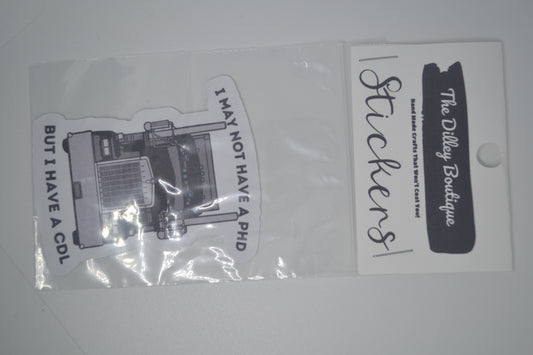 The Dilley Boutique
Hand Made Crafts That Won't Cost You!
Stickers
I MAY NOT HAVE A PHD
BUT I HAVE A CDL